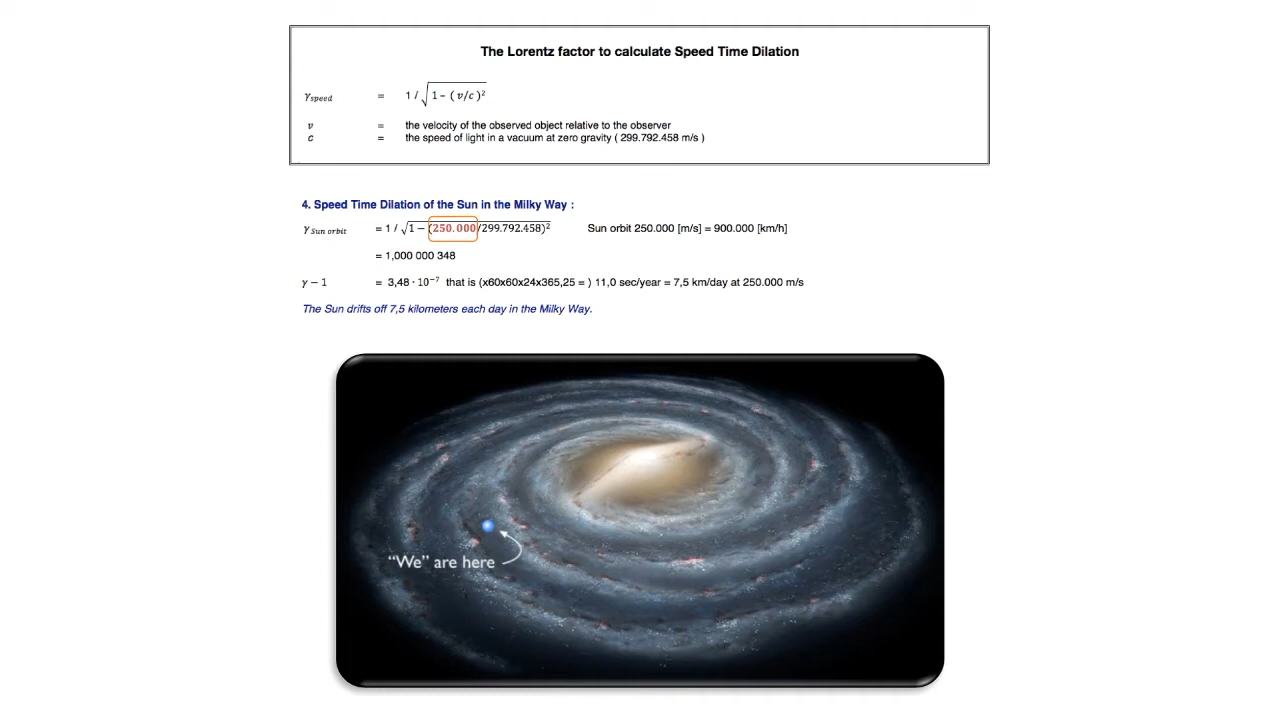 The Lorentz factor to calculate Speed Time Dilation
γspeed = 1 / √1 − ( v/c )²
v = the velocity of the observed object relative to the observer
c = the speed of light in a vacuum at zero gravity ( 299.792.458 m/s )
4. Speed Time Dilation of the Sun in the Milky Way :
γSun orbit = 1 / √1 − (250.000/299.792.458)² Sun orbit 250.000 [m/s] = 900.000 [km/h]
= 1,000 000 348
γ − 1 = 3,48 · 10⁻⁷ that is (x60x60x24x365,25 = ) 11,0 sec/year = 7,5 km/day at 250.000 m/s
The Sun drifts off 7,5 kilometers each day in the Milky Way.
“We” are here